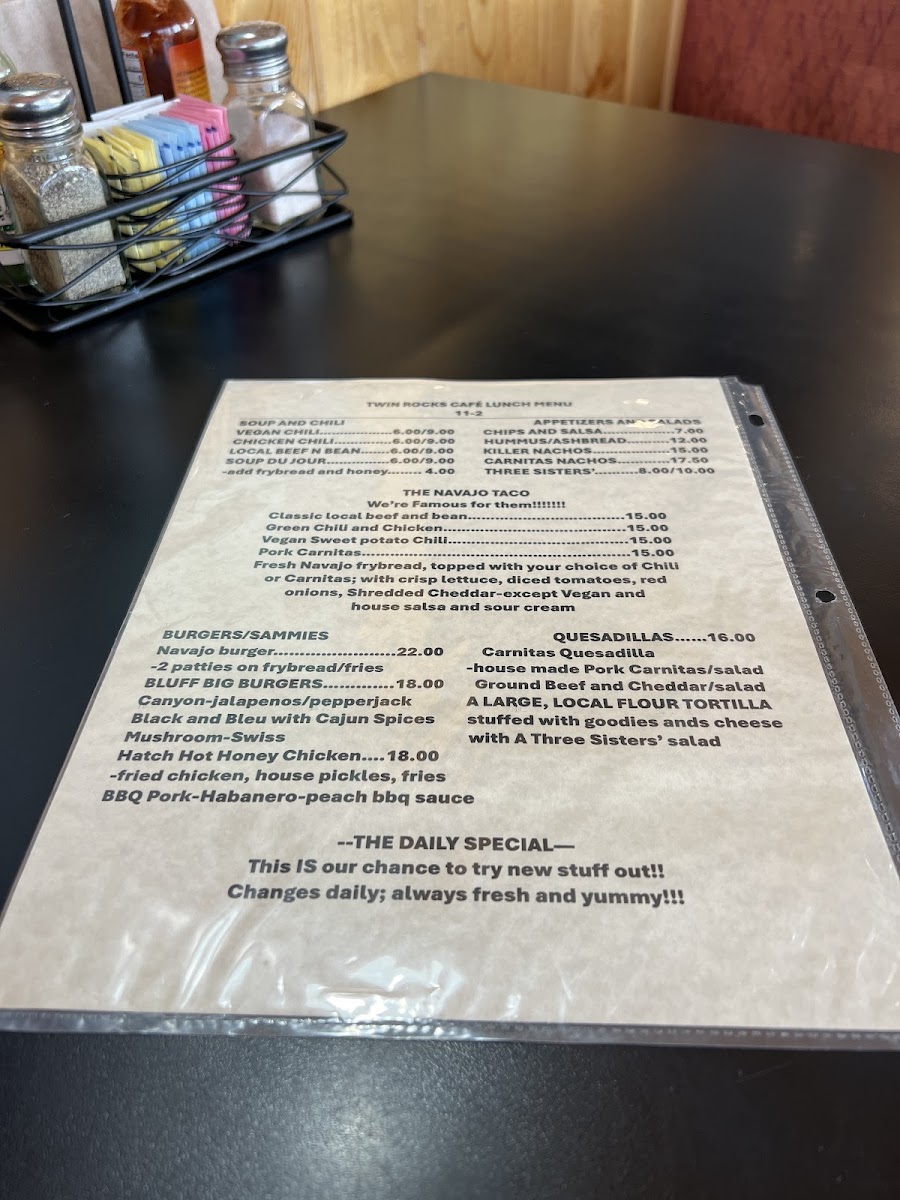 TWIN ROCKS CAFÉ LUNCH MENU
11-2
SOUP AND CHILI
VEGAN CHILI....................6.00/9.00
CHICKEN CHILI................6.00/9.00
LOCAL BEEF N BEAN........6.00/9.00
SOUP DU JOUR.................6.00/9.00
-add frybread and honey........ 4.00
APPETIZERS AND SALADS
CHIPS AND SALSA....................7.00
HUMMUS/ASHBREAD............12.00
KILLER NACHOS......................15.00
CARNITAS NACHOS................17.50
THREE SISTERS'...........8.00/10.00
THE NAVAJO TACO
We're Famous for them!!!!!!!
Classic local beef and bean.......................................15.00
Green Chili and Chicken.............................................15.00
Vegan Sweet potato Chili............................................15.00
Pork Carnitas.................................................................15.00
Fresh Navajo frybread, topped with your choice of Chili
or Carnitas; with crisp lettuce, diced tomatoes, red
onions, Shredded Cheddar-except Vegan and
house salsa and sour cream
BURGERS/SAMMIES
Navajo burger.........................22.00
-2 patties on frybread/fries
BLUFF BIG BURGERS.............18.00
Canyon-jalapenos/pepperjack
Black and Bleu with Cajun Spices
Mushroom-Swiss
Hatch Hot Honey Chicken....18.00
-fried chicken, house pickles, fries
BBQ Pork-Habanero-peach bbq sauce
QUESADILLAS......16.00
Carnitas Quesadilla
-house made Pork Carnitas/salad
Ground Beef and Cheddar/salad
A LARGE, LOCAL FLOUR TORTILLA
stuffed with goodies ands cheese
with A Three Sisters' salad
--THE DAILY SPECIAL—
This IS our chance to try new stuff out!!
Changes daily; always fresh and yummy!!!